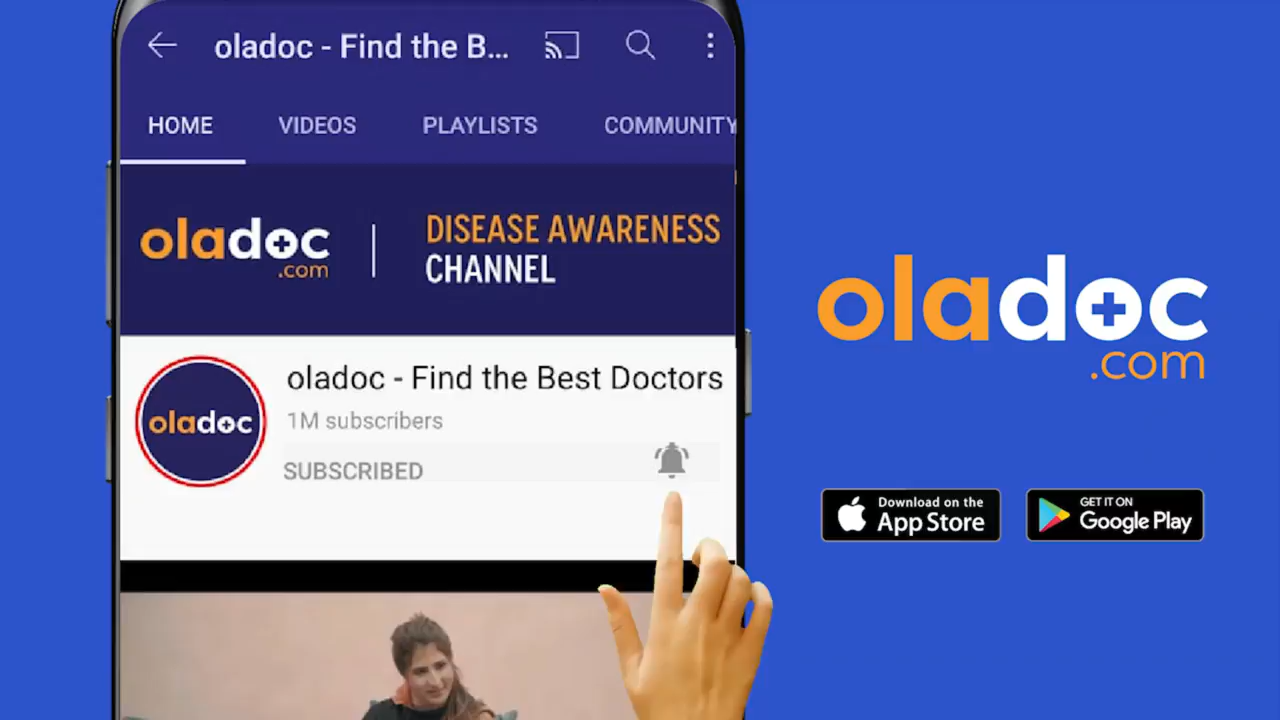 oladoc - Find the B...
HOME VIDEOS PLAYLISTS COMMUNITY
oladoc
.com
DISEASE AWARENESS
CHANNEL
oladoc
oladoc - Find the Best Doctors
1M subscribers
SUBSCRIBED
oladoc
.com
Download on the
App Store
GET IT ON
Google Play